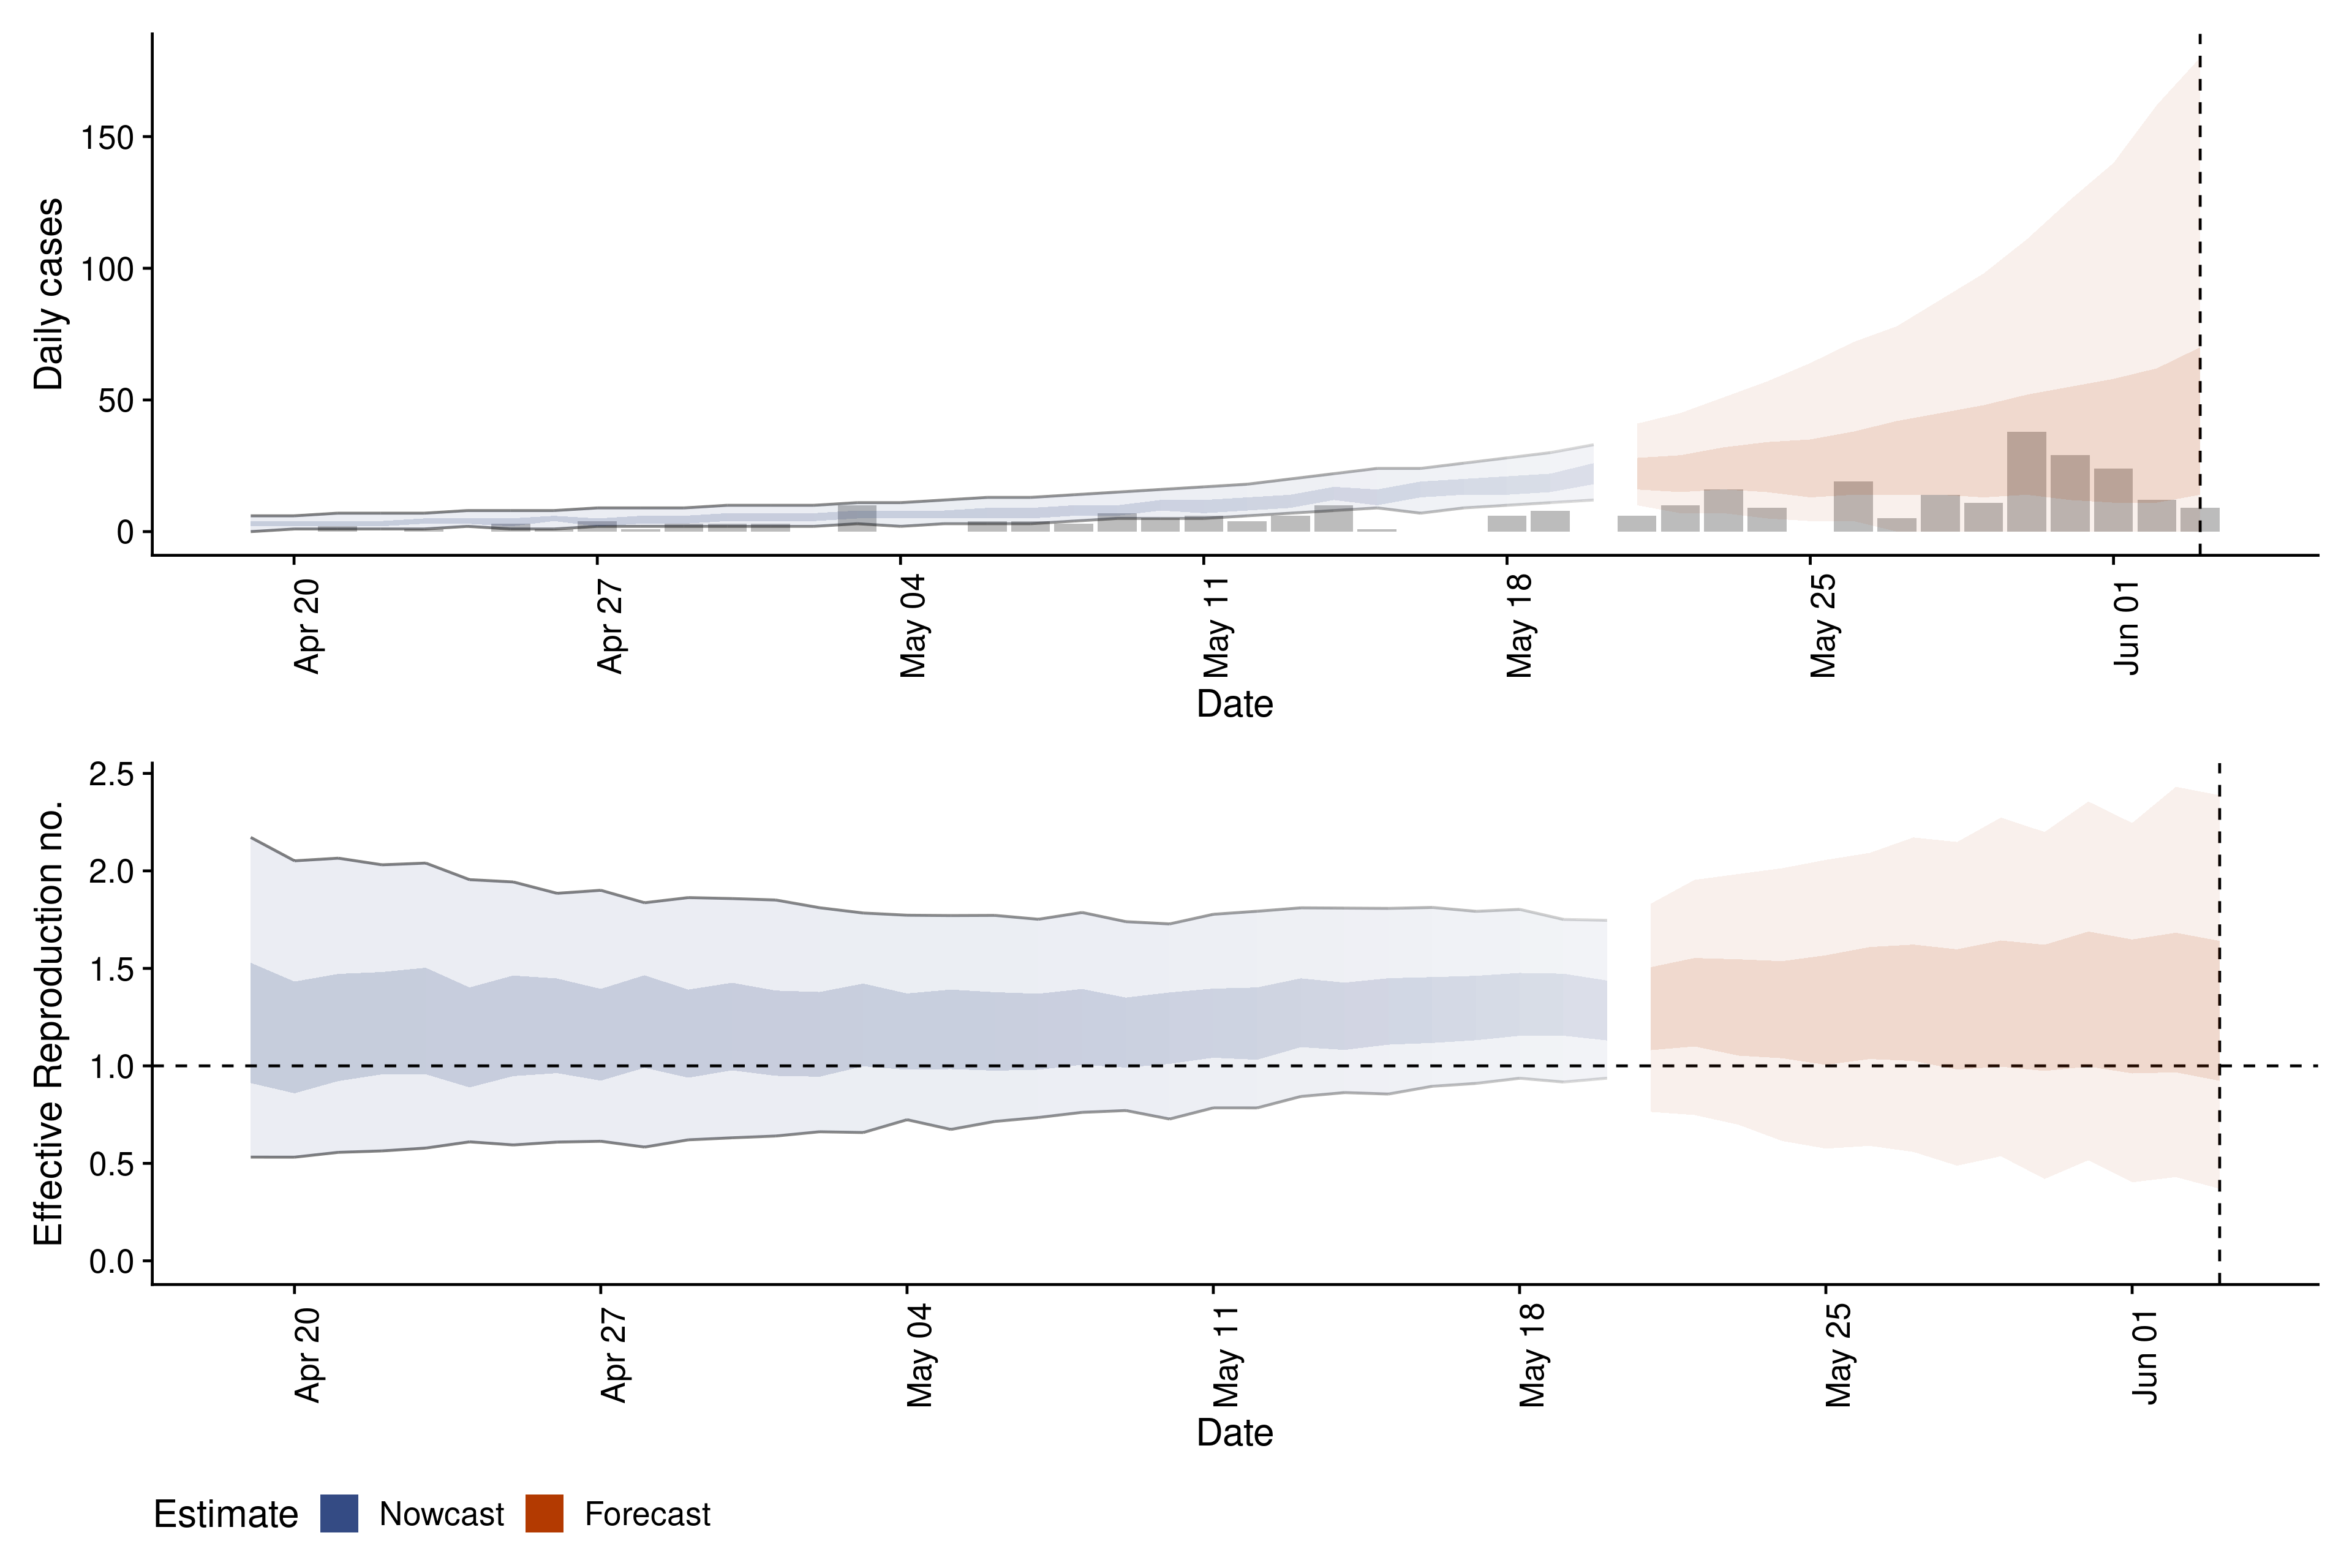 Daily cases
150
100
50
0
Apr 20
Apr 27
May 04
May 11
May 18
May 25
Jun 01
Date
Effective Reproduction no.
2.5
2.0
1.5
1.0
0.5
0.0
Apr 20
Apr 27
May 04
May 11
May 18
May 25
Jun 01
Date
Estimate Nowcast Forecast